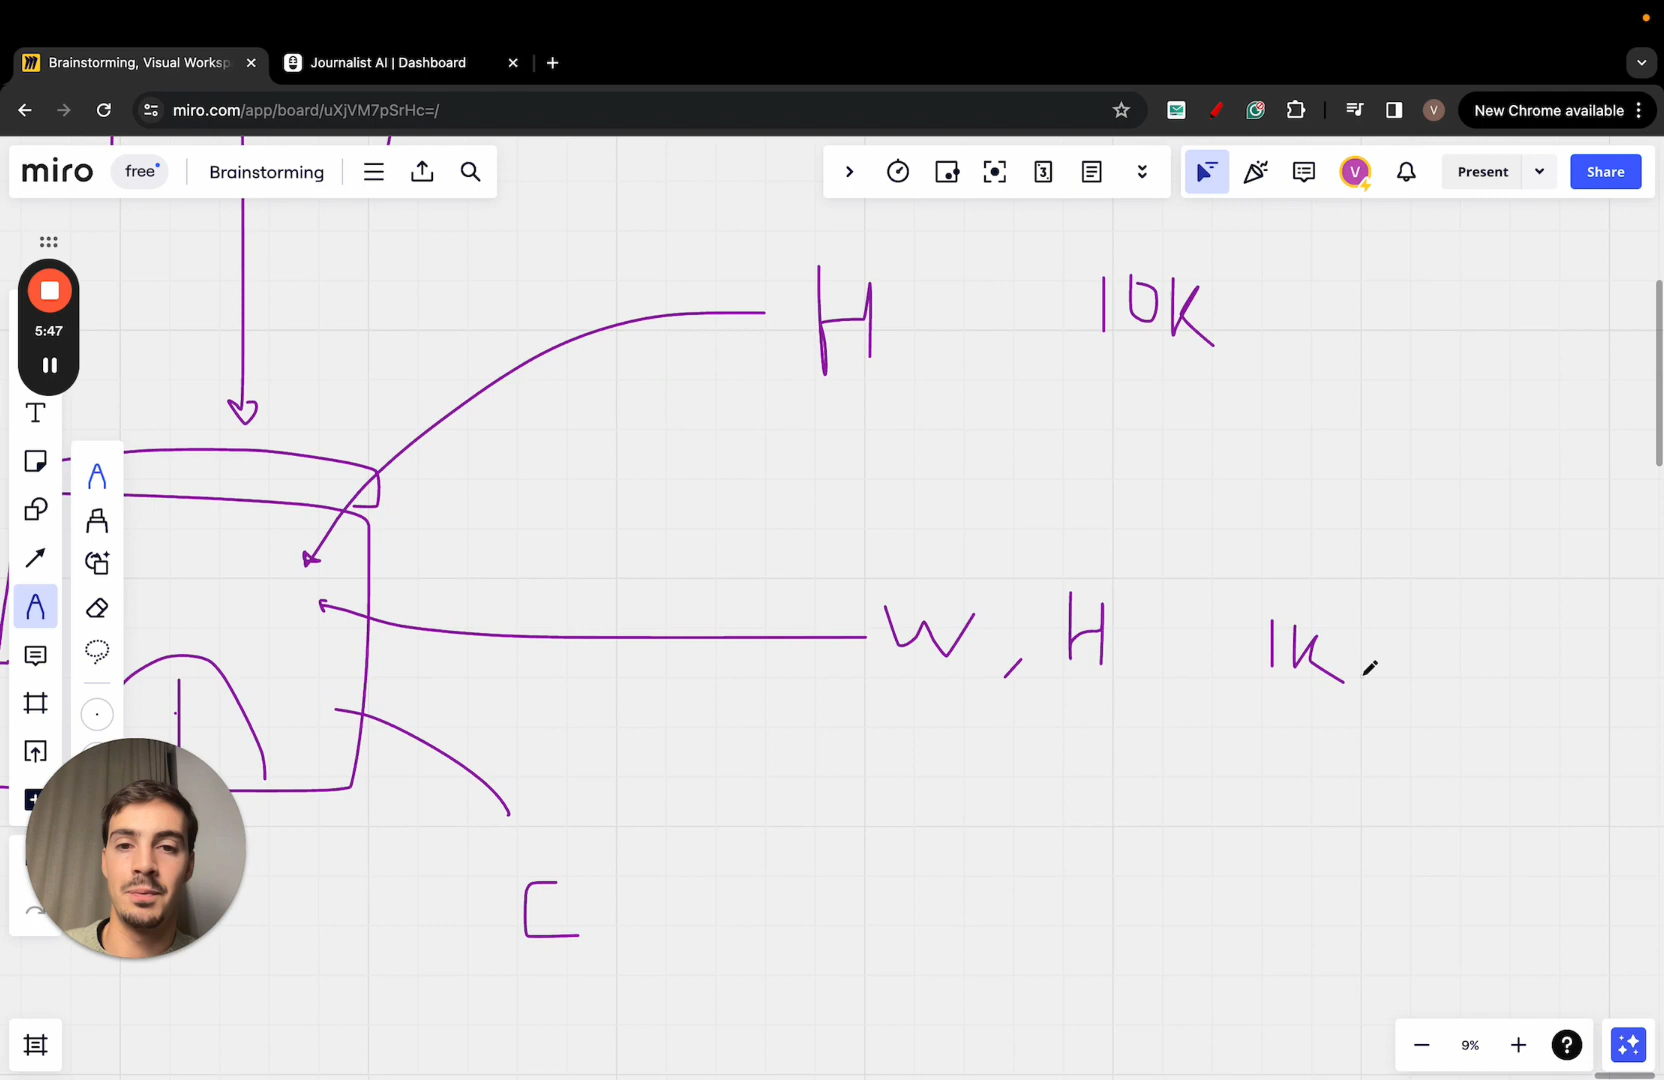 Brainstorming, Visual Worksp
Journalist AI | Dashboard
miro.com/app/board/uXjVM7pSrHc=/
V
New Chrome available
miro
free
Brainstorming
3
V
Present
Share
5:47
T
H
10K
W, H
1K
C
9%
?